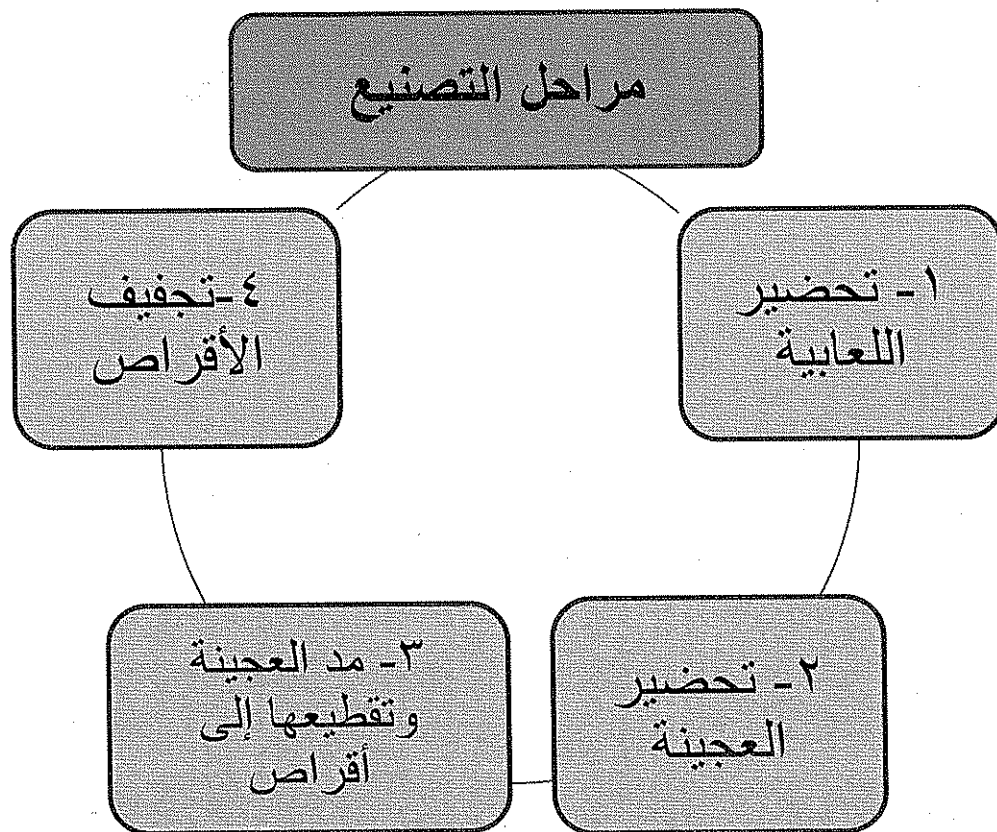 مراحل التصنيع
١- تحضير
اللعابية
٢- تحضير
العجينة
٣- مد العجينة
وتقطيعها إلى
أقراص
٤-تجفيف
الأقراص